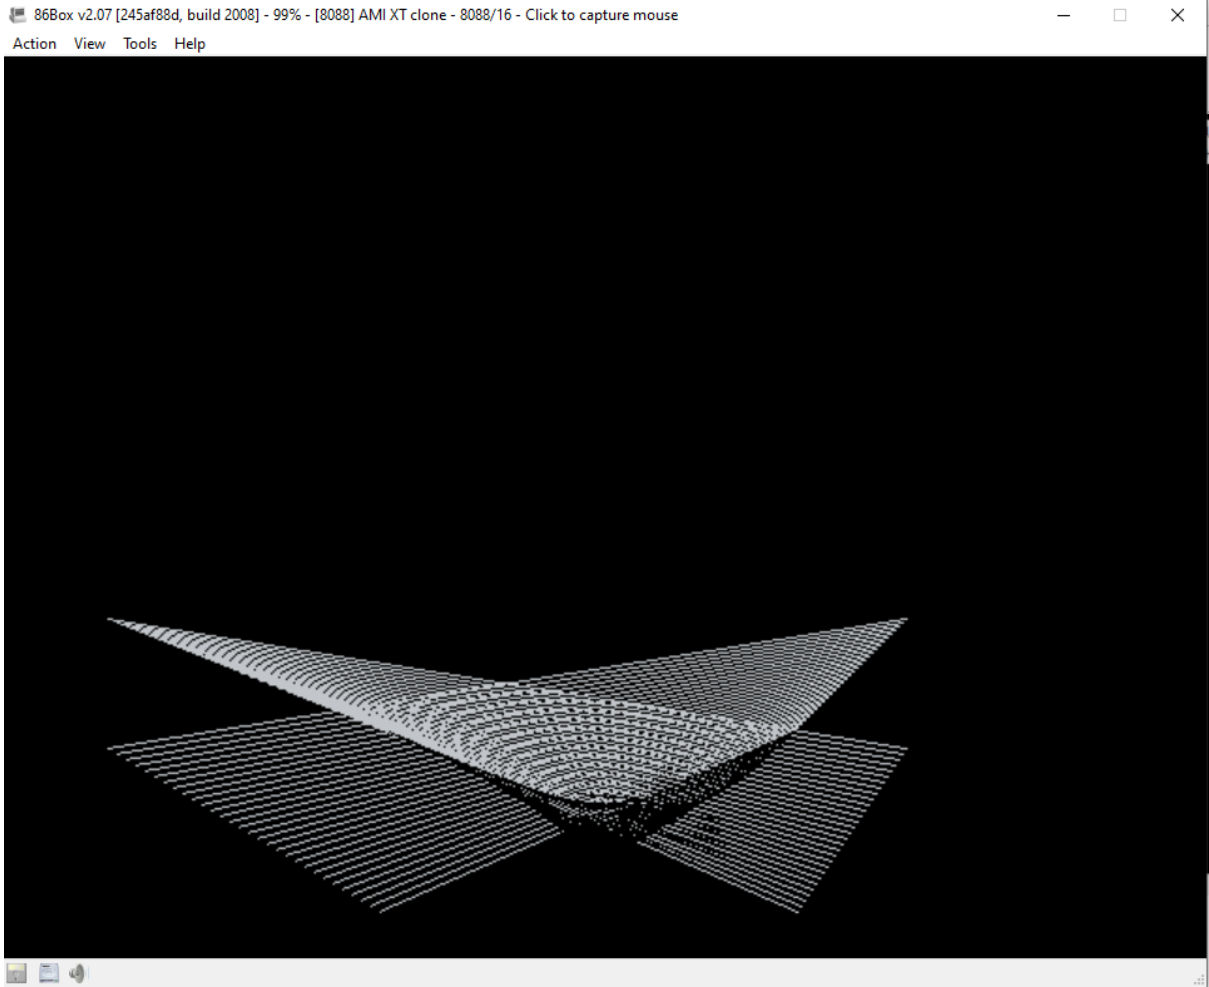 86Box v2.07 [245af88d, build 2008] - 99% - [8088] AMI XT clone - 8088/16 - Click to capture mouse
Action View Tools Help